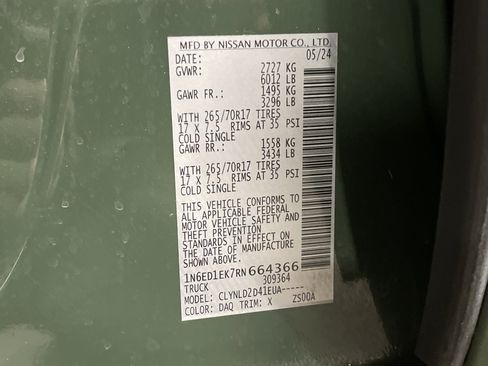 MFD BY NISSAN MOTOR CO., LTD.
DATE: 05/24
GVWR: 2727 KG
6012 LB
GAWR FR.: 1495 KG
3296 LB
WITH 265/70R17 TIRES
17 X 7.5 RIMS AT 35 PSI
COLD SINGLE
GAWR RR.: 1558 KG
3434 LB
WITH 265/70R17 TIRES
17 X 7.5 RIMS AT 35 PSI
COLD SINGLE
THIS VEHICLE CONFORMS TO
ALL APPLICABLE FEDERAL
MOTOR VEHICLE SAFETY AND
THEFT PREVENTION
STANDARDS IN EFFECT ON
THE DATE OF MANUFACTURE
SHOWN ABOVE.
1N6ED1EK7RN664366
TRUCK 309364
MODEL: CLYNLD2D41EUA-----
COLOR: DAQ TRIM: X ZS00A